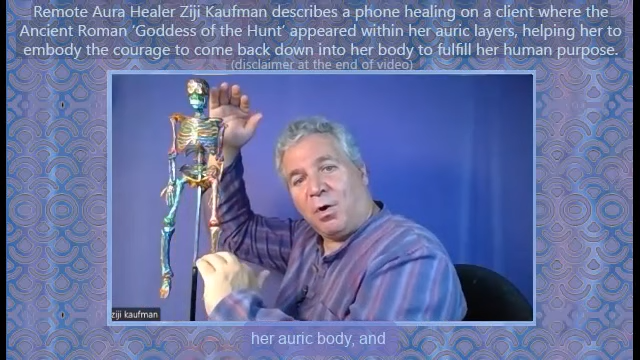 Remote Aura Healer Ziji Kaufman describes a phone healing on a client where the
Ancient Roman ‘Goddess of the Hunt’ appeared within her auric layers, helping her to
embody the courage to come back down into her body to fulfill her human purpose.
(disclaimer at the end of video)
ziji kaufman
her auric body, and